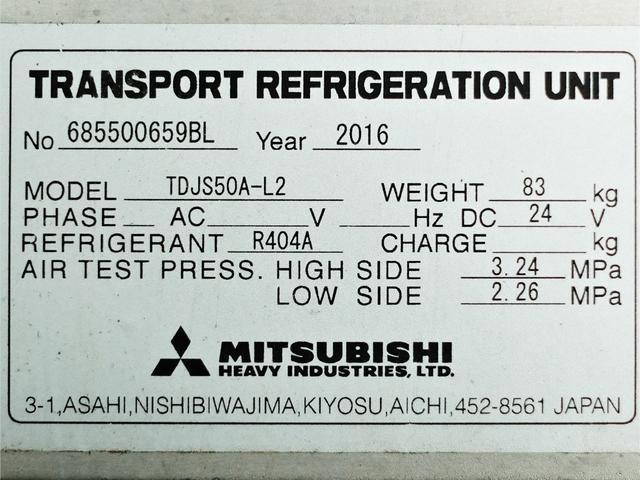 TRANSPORT REFRIGERATION UNIT
No 685500659BL Year 2016
MODEL TDJS50A-L2 WEIGHT 83 kg
PHASE AC V Hz DC 24 V
REFRIGERANT R404A CHARGE kg
AIR TEST PRESS. HIGH SIDE 3.24 MPa
LOW SIDE 2.26 MPa
MITSUBISHI
HEAVY INDUSTRIES, LTD.
3-1,ASAHI,NISHIBIWAJIMA,KIYOSU,AICHI,452-8561 JAPAN